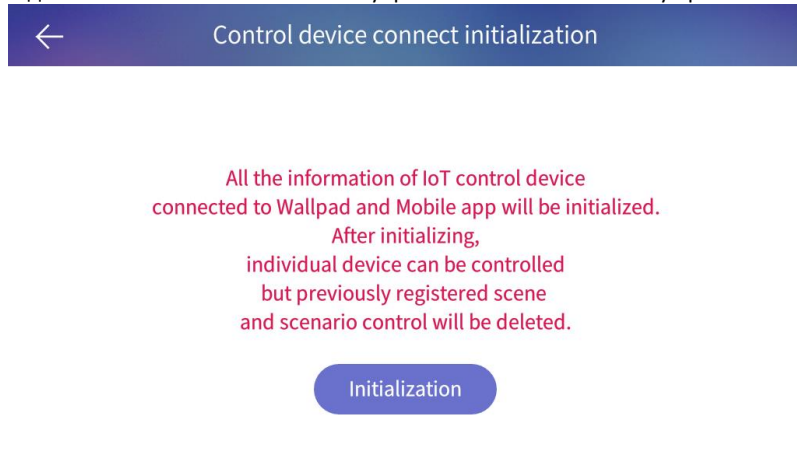 Control device connect initialization
All the information of IoT control device
connected to Wallpad and Mobile app will be initialized.
After initializing,
individual device can be controlled
but previously registered scene
and scenario control will be deleted.
Initialization